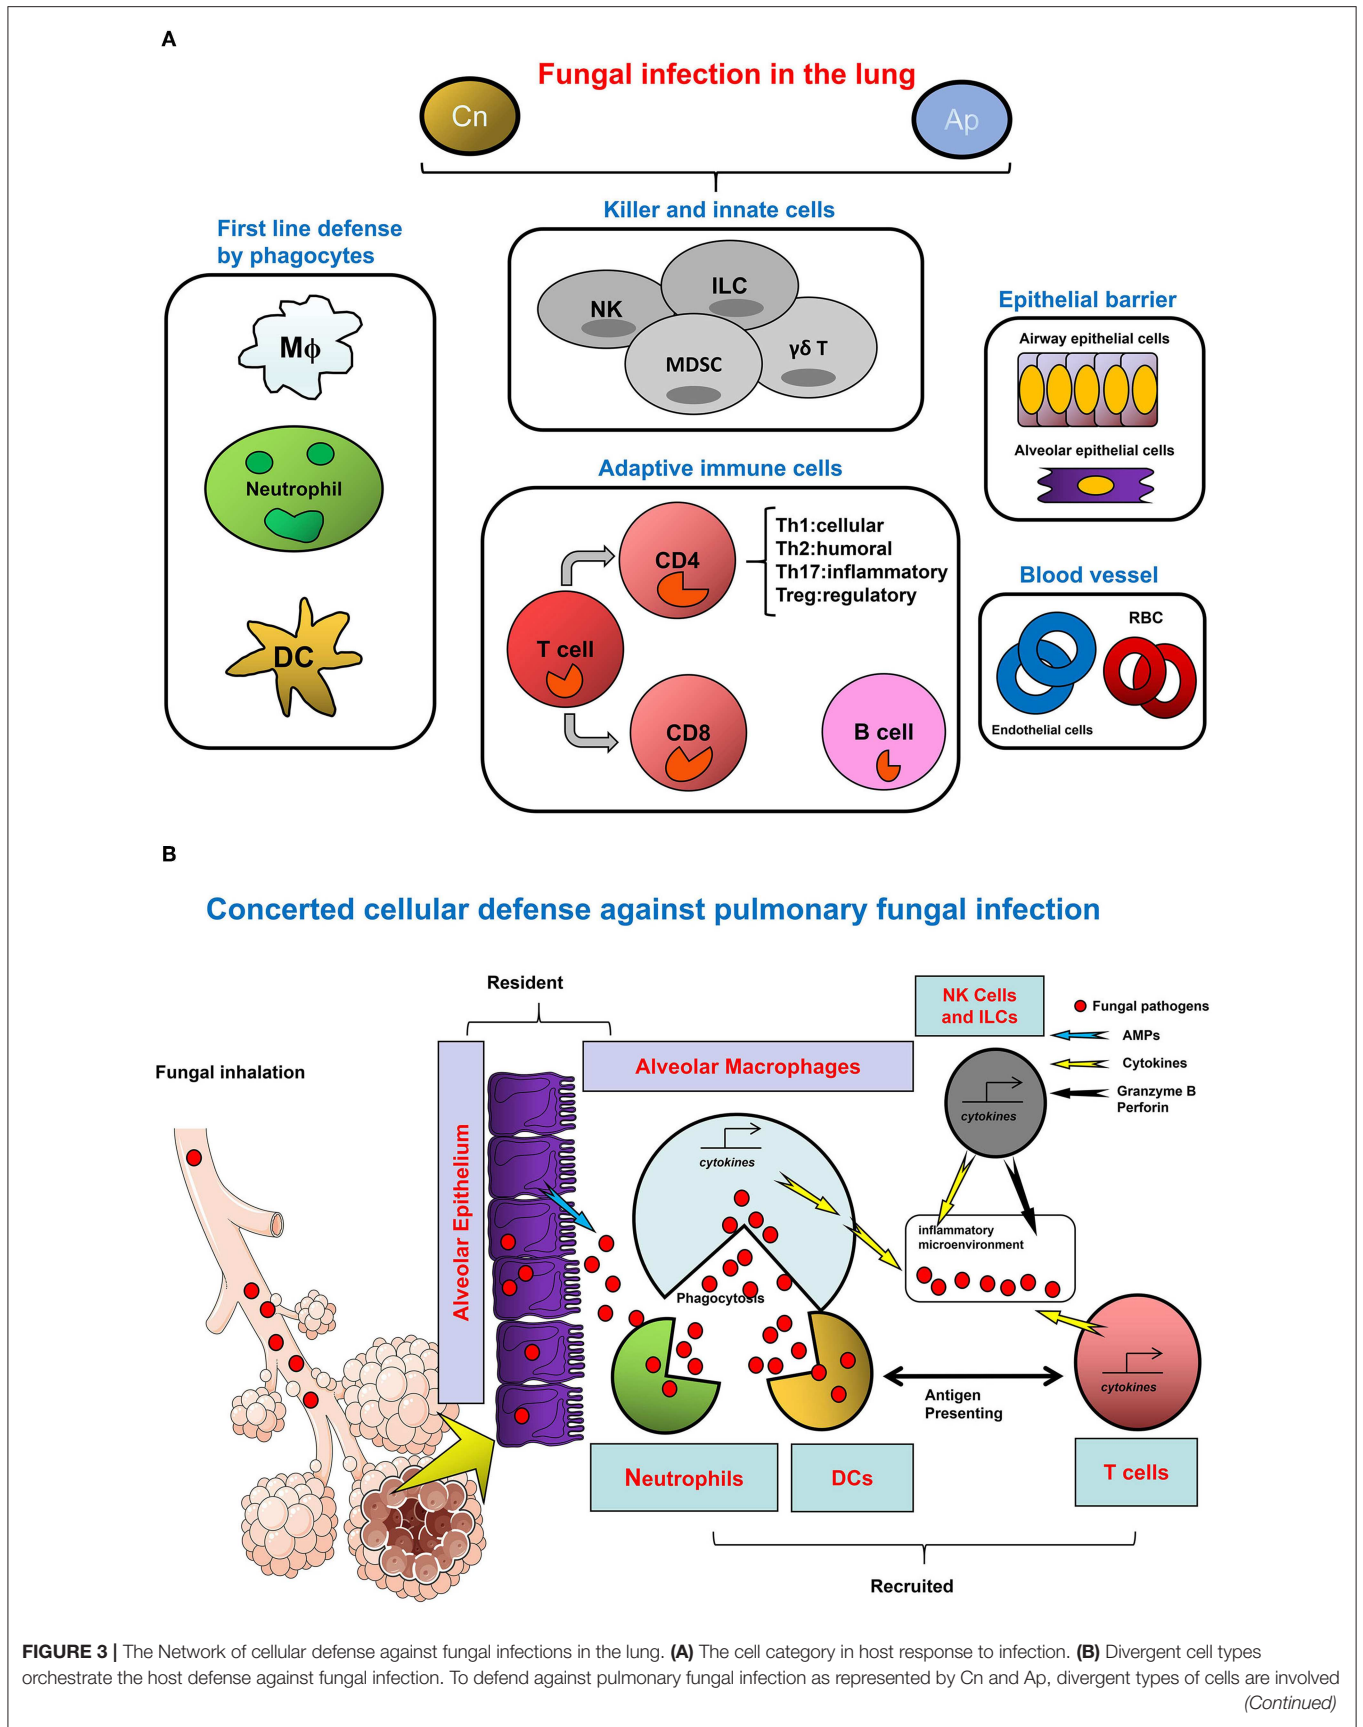 A
Fungal infection in the lung
Cn
Ap
Killer and innate cells
First line defense
by phagocytes
Mϕ
Neutrophil
DC
NK
ILC
MDSC
γδ T
Epithelial barrier
Airway epithelial cells
Alveolar epithelial cells
Adaptive immune cells
T cell
CD4
CD8
B cell
Th1:cellular
Th2:humoral
Th17:inflammatory
Treg:regulatory
Blood vessel
RBC
Endothelial cells
B
Concerted cellular defense against pulmonary fungal infection
Resident
Fungal inhalation
Alveolar Epithelium
Alveolar Macrophages
NK Cells
and ILCs
Fungal pathogens
AMPs
Cytokines
Granzyme B
Perforin
cytokines
cytokines
inflammatory
microenvironment
Phagocytosis
cytokines
Antigen
Presenting
Neutrophils
DCs
T cells
Recruited
FIGURE 3 | The Network of cellular defense against fungal infections in the lung. (A) The cell category in host response to infection. (B) Divergent cell types
orchestrate the host defense against fungal infection. To defend against pulmonary fungal infection as represented by Cn and Ap, divergent types of cells are involved
(Continued)